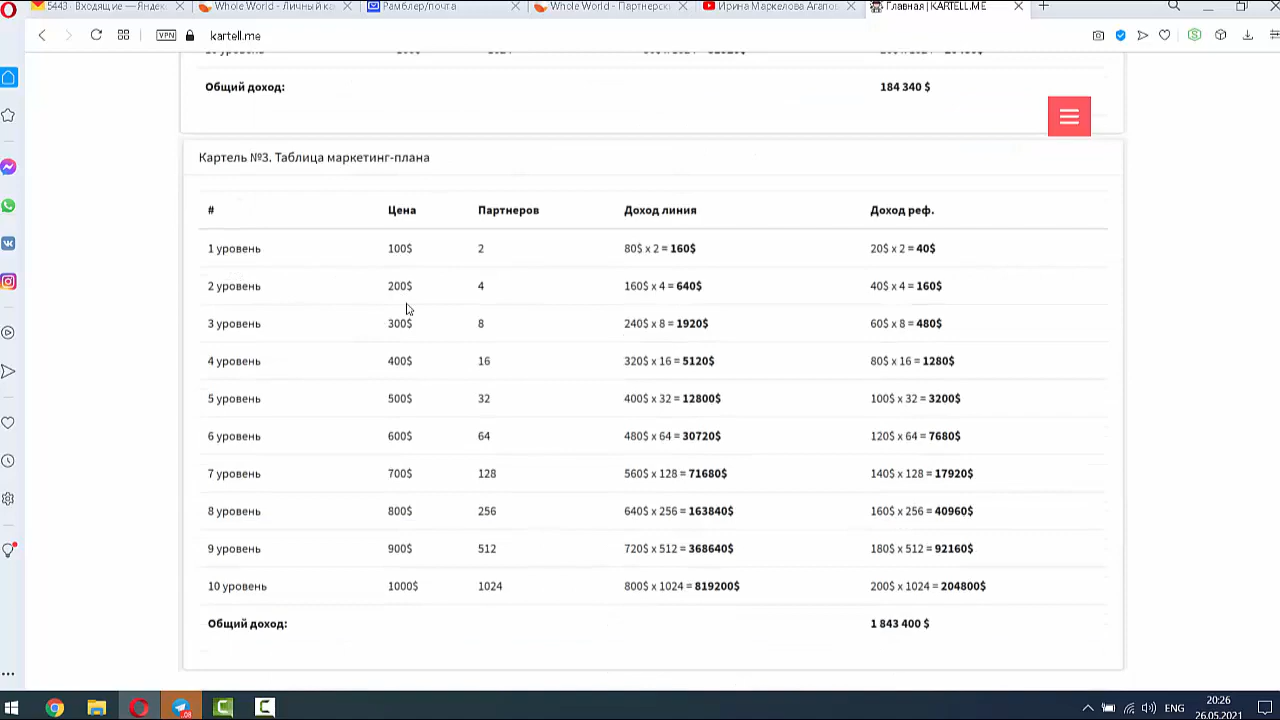 5443 · Входящие — Яндек
Whole World - Личный ка
Рамблер/почта
Whole World - Партнерск
Ирина Маркелова Агапов
Главная | KARTELL.ME
VPN
kartell.me
Общий доход: 184 340 $
Картель №3. Таблица маркетинг-плана
# Цена Партнеров Доход линия Доход реф.
1 уровень 100$ 2 80$ x 2 = 160$ 20$ x 2 = 40$
2 уровень 200$ 4 160$ x 4 = 640$ 40$ x 4 = 160$
3 уровень 300$ 8 240$ x 8 = 1920$ 60$ x 8 = 480$
4 уровень 400$ 16 320$ x 16 = 5120$ 80$ x 16 = 1280$
5 уровень 500$ 32 400$ x 32 = 12800$ 100$ x 32 = 3200$
6 уровень 600$ 64 480$ x 64 = 30720$ 120$ x 64 = 7680$
7 уровень 700$ 128 560$ x 128 = 71680$ 140$ x 128 = 17920$
8 уровень 800$ 256 640$ x 256 = 163840$ 160$ x 256 = 40960$
9 уровень 900$ 512 720$ x 512 = 368640$ 180$ x 512 = 92160$
10 уровень 1000$ 1024 800$ x 1024 = 819200$ 200$ x 1024 = 204800$
Общий доход: 1 843 400 $
ENG
20:26
26.05.2021